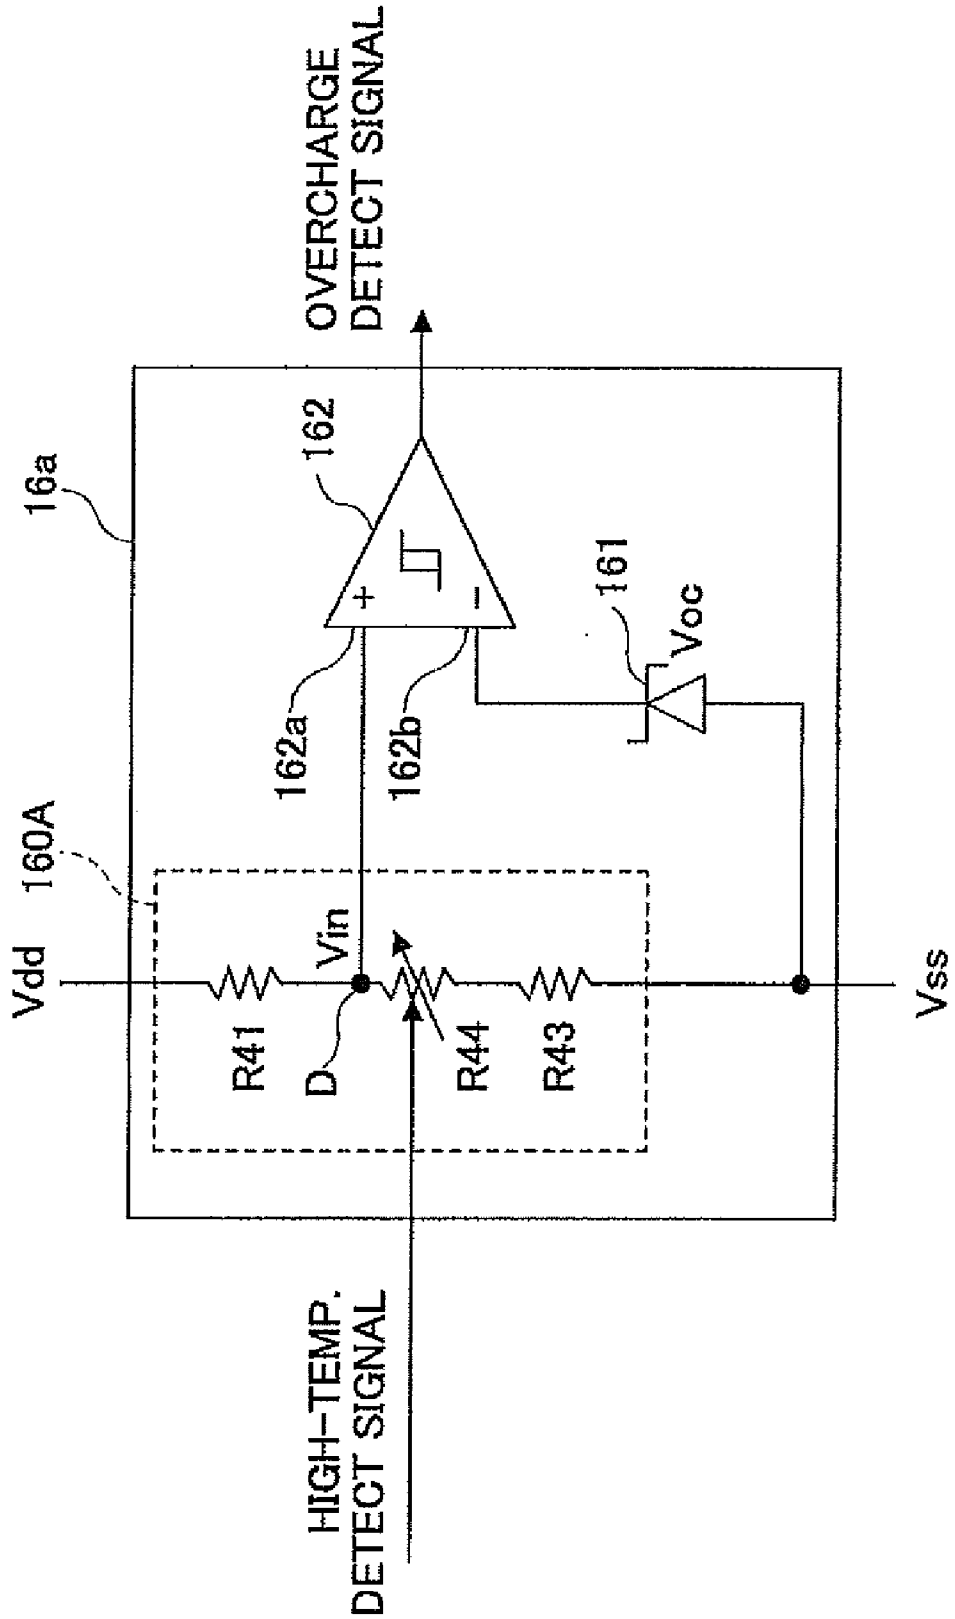 16a
Vdd
160A
R41
Vin
D
R44
R43
162a
162b
+
-
162
161
Voc
Vss
HIGH-TEMP.
DETECT SIGNAL
OVERCHARGE
DETECT SIGNAL